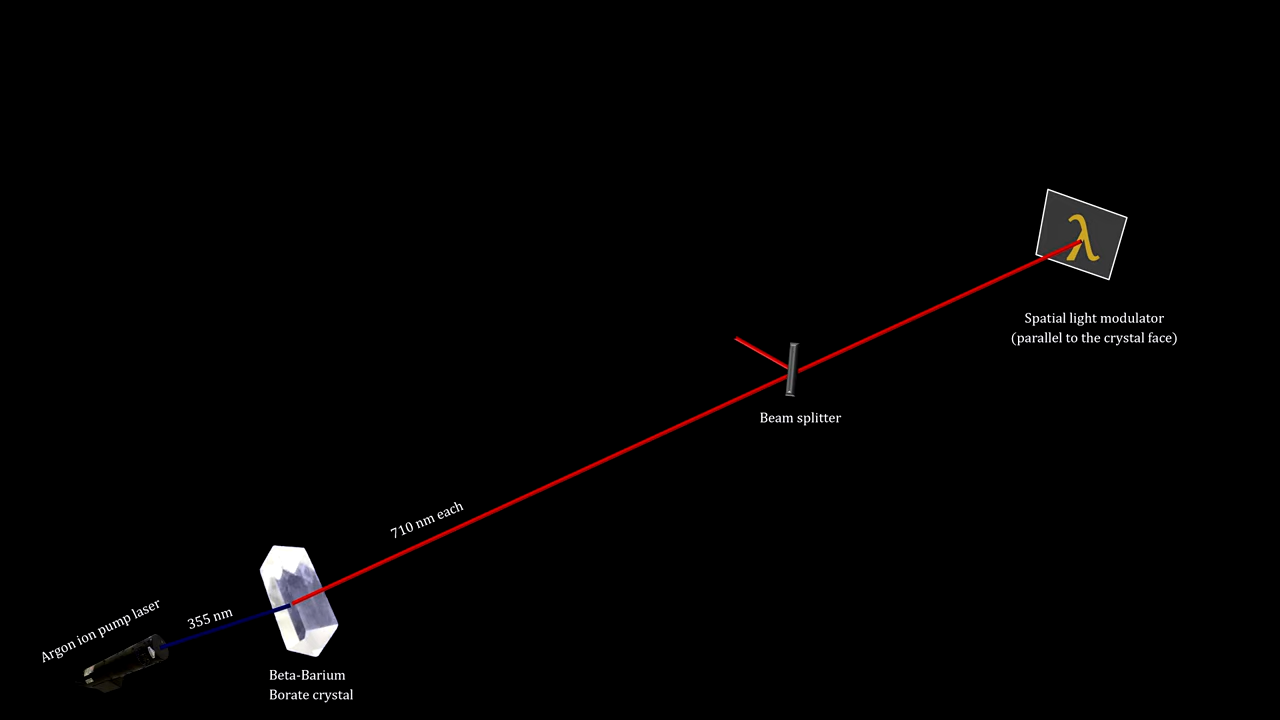 λ
Spatial light modulator
(parallel to the crystal face)
Beam splitter
710 nm each
355 nm
Argon ion pump laser
Beta-Barium
Borate crystal